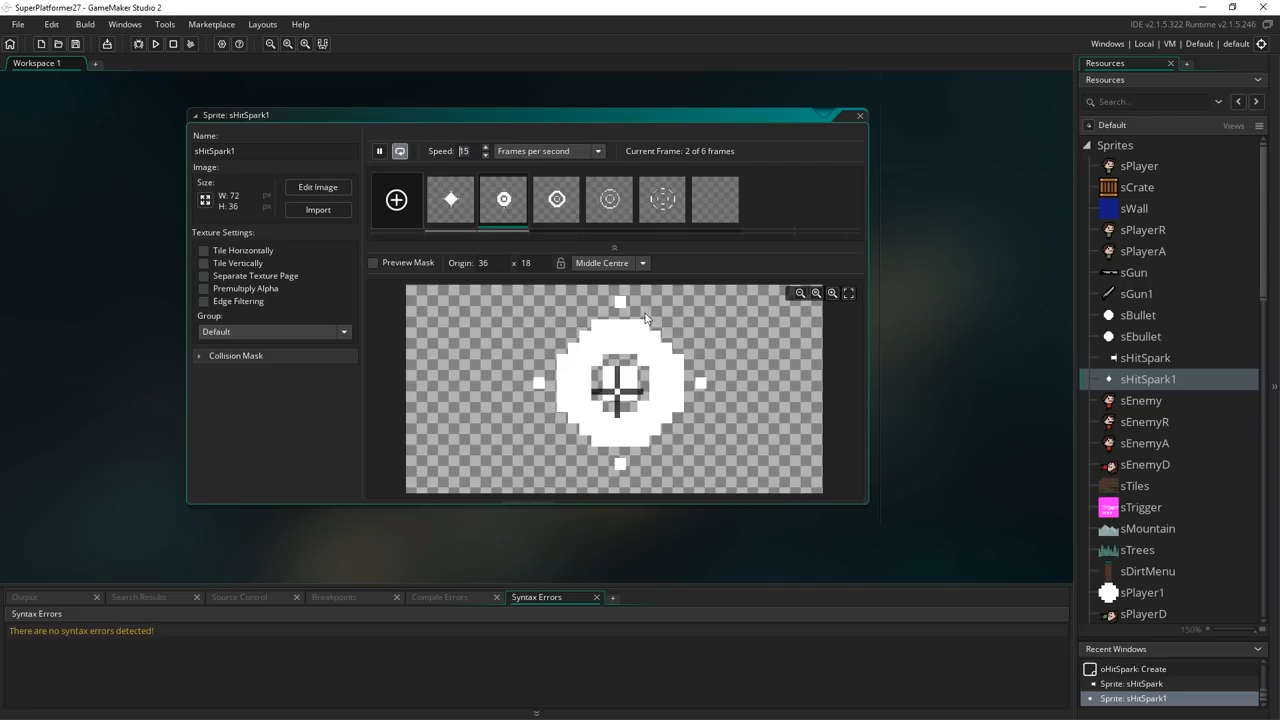 SuperPlatformer27 - GameMaker Studio 2
File Edit Build Windows Tools Marketplace Layouts Help
IDE v2.1.5.322 Runtime v2.1.5.246
Windows | Local | VM | Default | default
Workspace 1
Resources
Resources
Search...
Default
Views
Sprites
sPlayer
sCrate
sWall
sPlayerR
sPlayerA
sGun
sGun1
sBullet
sEbullet
sHitSpark
sHitSpark1
sEnemy
sEnemyR
sEnemyA
sEnemyD
sTiles
sTrigger
sMountain
sTrees
sDirtMenu
sPlayer1
sPlayerD
150%
Recent Windows
oHitSpark: Create
Sprite: sHitSpark
Sprite: sHitSpark1
Sprite: sHitSpark1
Name:
sHitSpark1
Image:
Size:
W: 72 px
H: 36 px
Edit Image
Import
Texture Settings:
Tile Horizontally
Tile Vertically
Separate Texture Page
Premultiply Alpha
Edge Filtering
Group:
Default
Collision Mask
Speed: 15 Frames per second Current Frame: 2 of 6 frames
Preview Mask Origin: 36 x 18 Middle Centre
Output: Search Results Source Control Breakpoints Compile Errors Syntax Errors
Syntax Errors
There are no syntax errors detected!